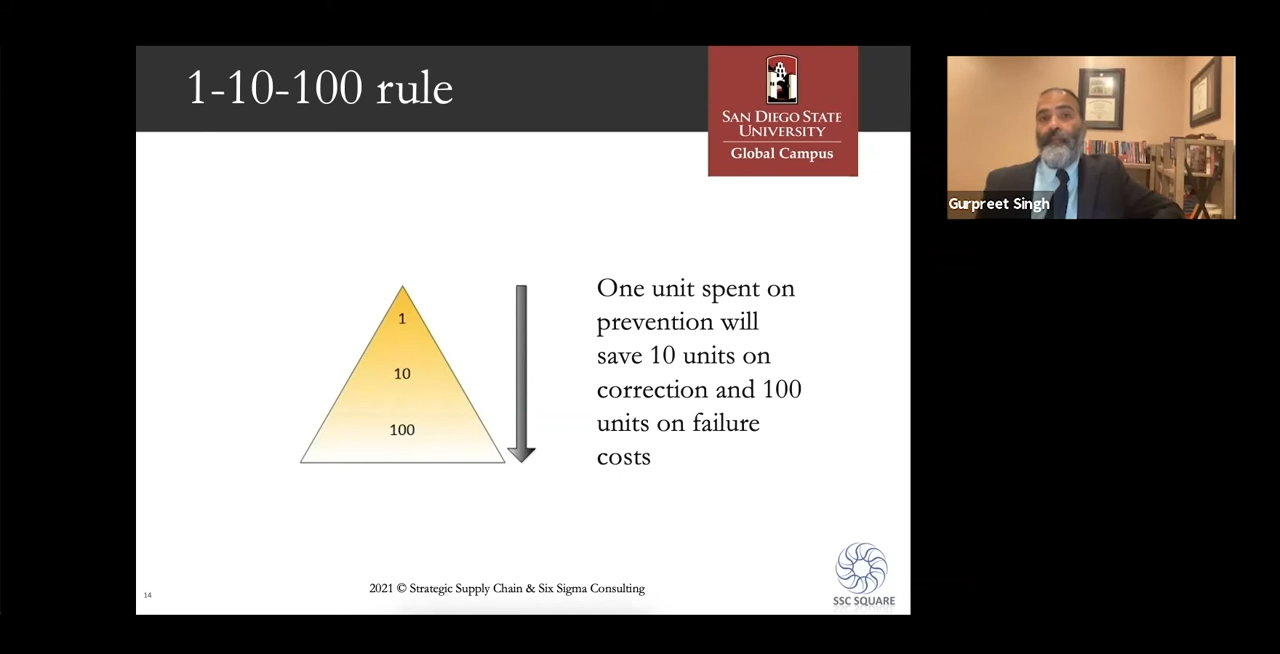 1-10-100 rule
SAN DIEGO STATE
UNIVERSITY
Global Campus
1
10
100
One unit spent on
prevention will
save 10 units on
correction and 100
units on failure
costs
14
2021 © Strategic Supply Chain & Six Sigma Consulting
SSC SQUARE
Gurpreet Singh